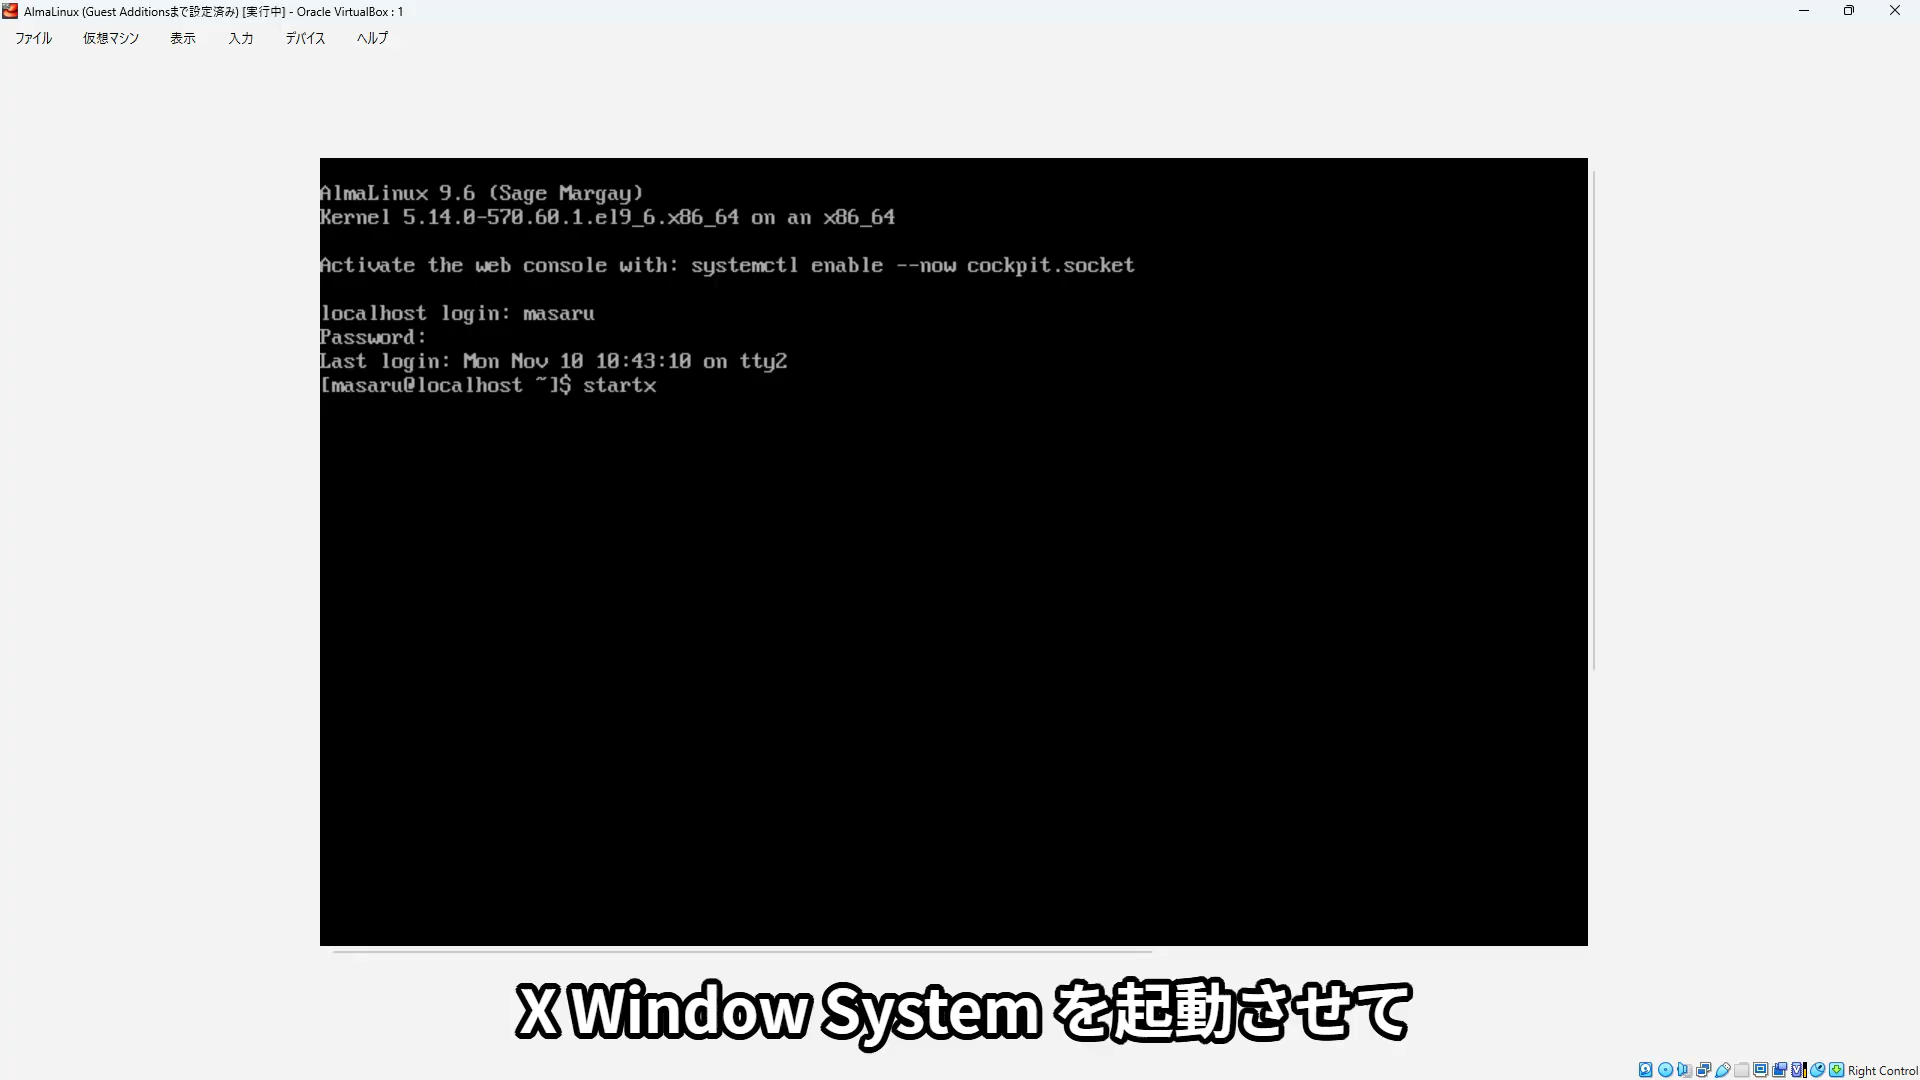 AlmaLinux (Guest Additionsまで設定済み) [実行中] - Oracle VirtualBox : 1
ファイル 仮想マシン 表示 入力 デバイス ヘルプ
AlmaLinux 9.6 (Sage Margay)
Kernel 5.14.0-570.60.1.el9_6.x86_64 on an x86_64
Activate the web console with: systemctl enable --now cockpit.socket
localhost login: masaru
Password:
Last login: Mon Nov 10 10:43:10 on tty2
[masaru@localhost ~]$ startx
X Window System を起動させて
Right Control